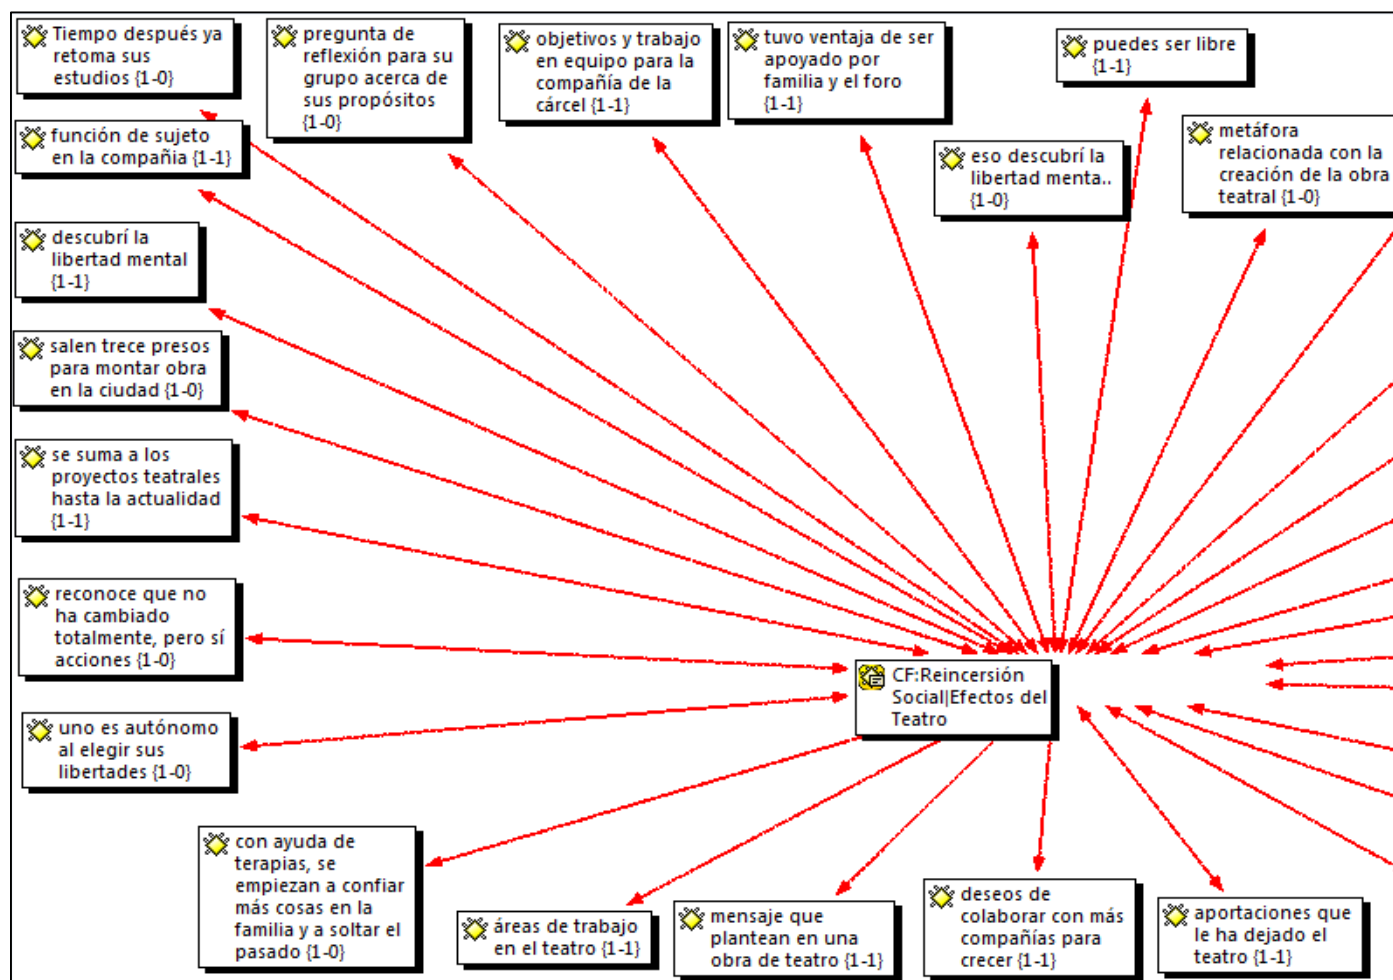 Tiempo después ya
retoma sus
estudios {1-0}
pregunta de
reflexión para su
grupo acerca de
sus propósitos
{1-0}
objetivos y trabajo
en equipo para la
compañía de la
cárcel {1-1}
tuvo ventaja de ser
apoyado por
familia y el foro
{1-1}
puedes ser libre
{1-1}
función de sujeto
en la compañia {1-1}
eso descubrí la
libertad menta..
{1-0}
metáfora
relacionada con la
creación de la obra
teatral {1-0}
descubrí la
libertad mental
{1-1}
salen trece presos
para montar obra
en la ciudad {1-0}
se suma a los
proyectos teatrales
hasta la actualidad
{1-1}
reconoce que no
ha cambiado
totalmente, pero sí
acciones {1-0}
CF:Reincersión
Social|Efectos del
Teatro
uno es autónomo
al elegir sus
libertades {1-0}
con ayuda de
terapias, se
empiezan a confiar
más cosas en la
familia y a soltar el
pasado {1-0}
áreas de trabajo
en el teatro {1-1}
mensaje que
plantean en una
obra de teatro {1-1}
deseos de
colaborar con más
compañías para
crecer {1-1}
aportaciones que
le ha dejado el
teatro {1-1}